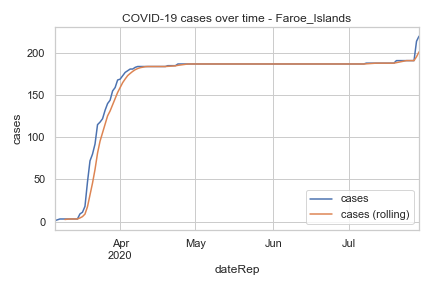 COVID-19 cases over time - Faroe_Islands
cases
200
150
100
50
0
cases
cases (rolling)
Apr
2020
May
Jun
Jul
dateRep